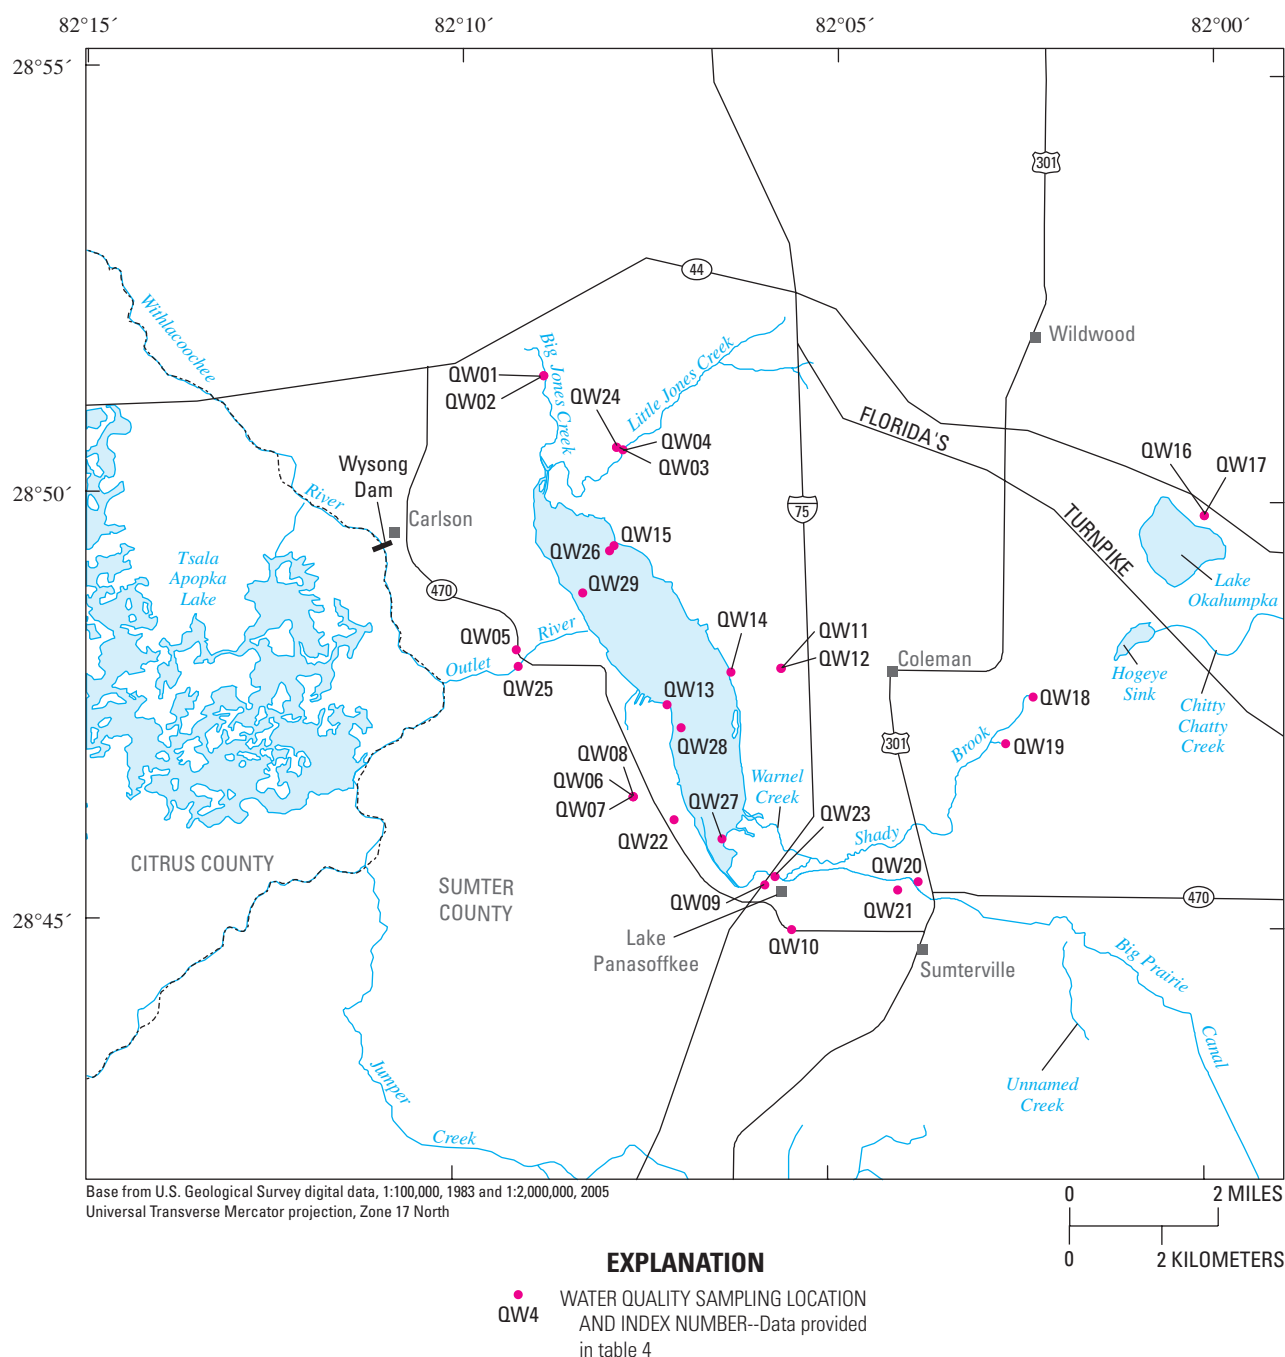 82°15´
82°10´
82°05´
82°00´
28°55´
301
44
Withlacoochee
Wildwood
Big Jones Creek
Little Jones Creek
QW01
QW02
QW24
QW04
QW03
FLORIDA'S
TURNPIKE
QW16
QW17
28°50´
Wysong
Dam
River
Carlson
75
QW15
QW26
Tsala
Apopka
Lake
Lake
Okahumpka
470
QW29
River
QW14
QW11
QW12
QW05
Outlet
QW25
Coleman
Hogeye
Sink
QW13
QW18
Chitty
Chatty
Creek
QW28
301
Brook
QW19
QW08
QW06
QW07
Warnel
Creek
QW27
QW23
QW22
Shady
CITRUS COUNTY
SUMTER
COUNTY
QW20
QW21
470
QW09
28°45´
Lake
Panasoffkee
QW10
Sumterville
Big Prairie
Canal
Unnamed
Creek
Jumper
Creek
Base from U.S. Geological Survey digital data, 1:100,000, 1983 and 1:2,000,000, 2005
Universal Transverse Mercator projection, Zone 17 North
0 2 MILES
0 2 KILOMETERS
EXPLANATION
QW4
WATER QUALITY SAMPLING LOCATION
AND INDEX NUMBER--Data provided
in table 4